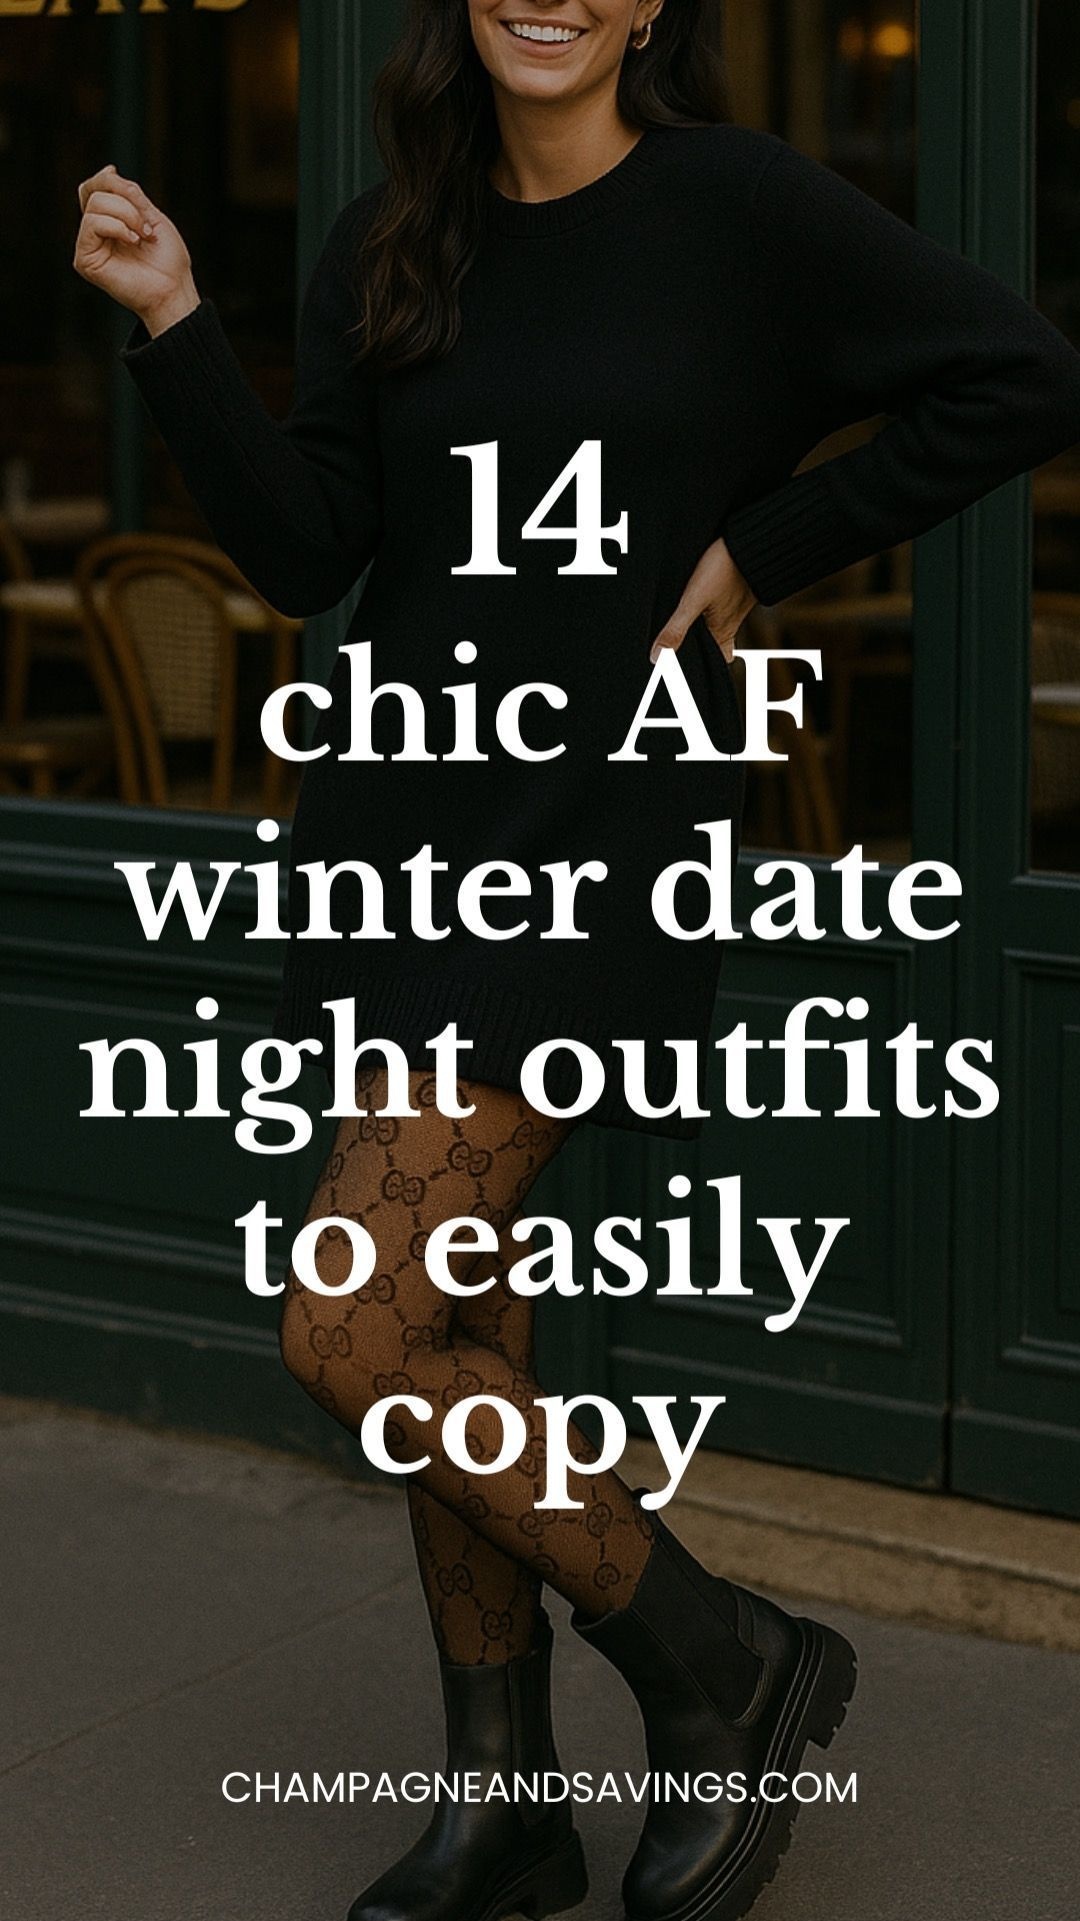 14
chic AF
winter date
night outfits
to easily
copy
CHAMPAGNEANDSAVINGS.COM